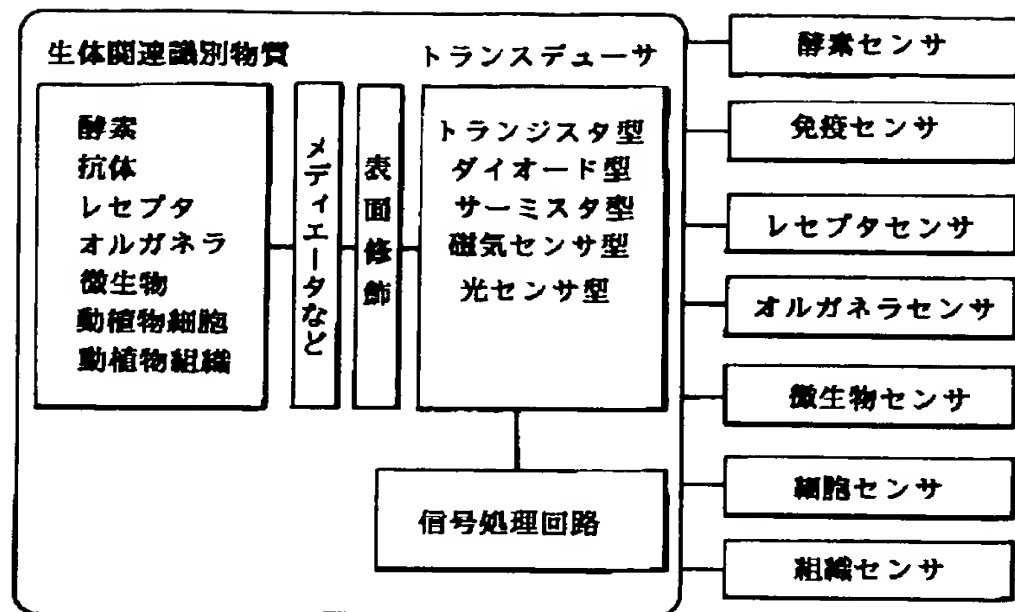 生体関連識別物質
酵素
抗体
レセプタ
オルガネラ
微生物
動植物細胞
動植物組織
メディエータなど
表面修飾
トランスデューサ
トランジスタ型
ダイオード型
サーミスタ型
磁気センサ型
光センサ型
信号処理回路
酵素センサ
免疫センサ
レセプタセンサ
オルガネラセンサ
微生物センサ
細胞センサ
組織センサ